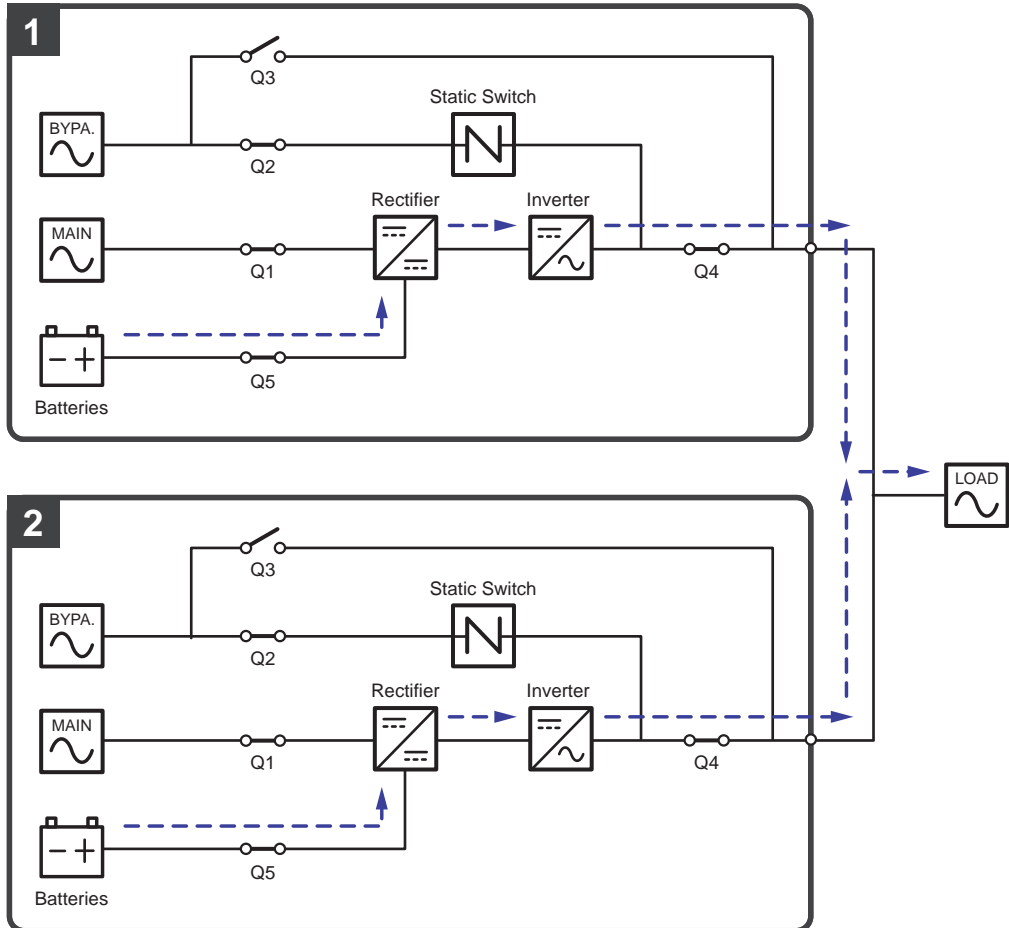 1
Q3
Static Switch
BYPA.
Q2
Rectifier
Inverter
MAIN
Q1
Q4
- +
Q5
Batteries
LOAD
2
Q3
Static Switch
BYPA.
Q2
Rectifier
Inverter
MAIN
Q1
Q4
- +
Q5
Batteries